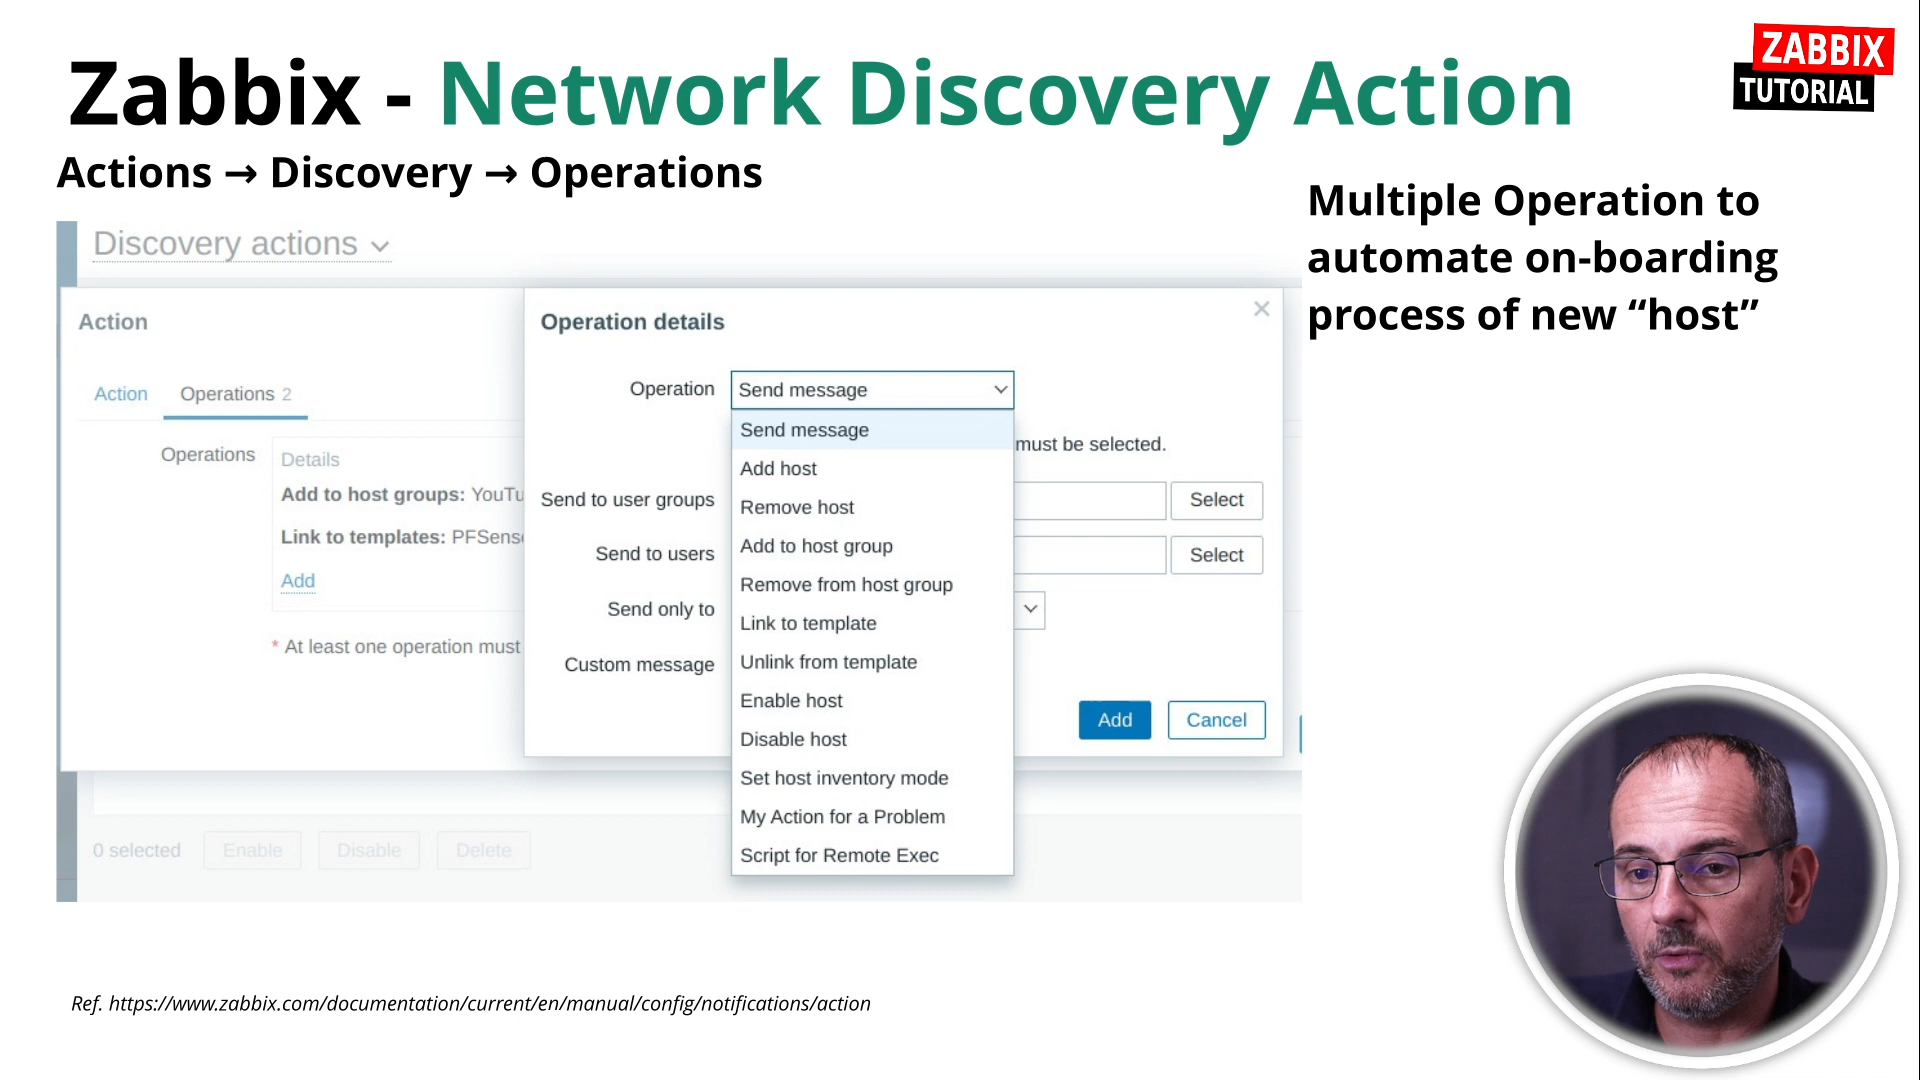 Zabbix - Network Discovery Action
ZABBIX
TUTORIAL
Actions → Discovery → Operations
Multiple Operation to
automate on-boarding
process of new “host”
Discovery actions
Action
Action
Operations 2
Operations
Details
Add to host groups: YouTu
Link to templates: PFSens
Add
* At least one operation must
0 selected
Enable
Disable
Delete
Operation details
Operation
Send message
Send message
Add host
Remove host
Add to host group
Remove from host group
Link to template
Unlink from template
Enable host
Disable host
Set host inventory mode
My Action for a Problem
Script for Remote Exec
must be selected.
Send to user groups
Select
Send to users
Select
Send only to
Custom message
Add
Cancel
Ref. https://www.zabbix.com/documentation/current/en/manual/config/notifications/action